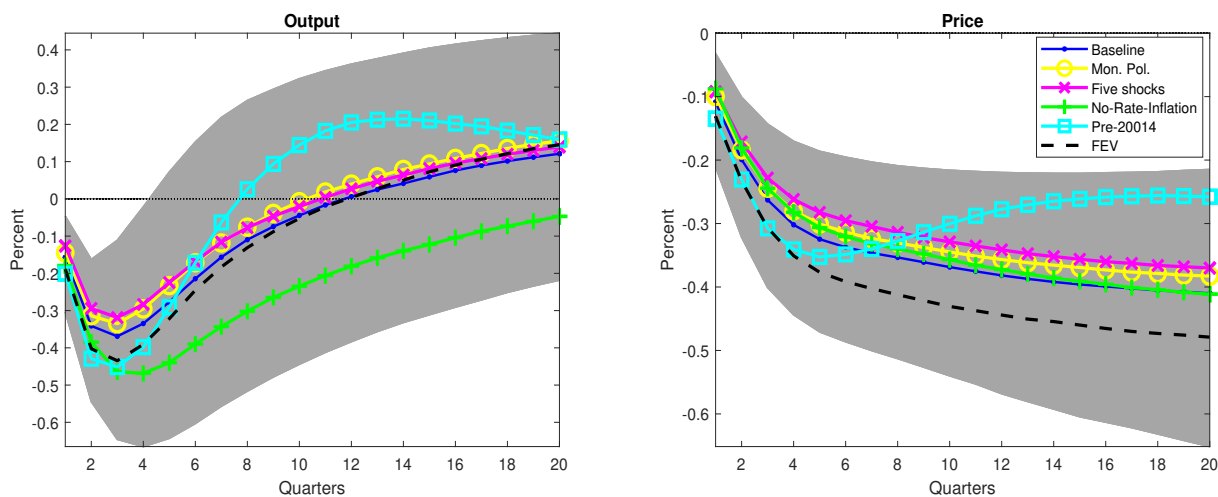 Output
Percent
0.4
0.3
0.2
0.1
0
-0.1
-0.2
-0.3
-0.4
-0.5
-0.6
2 4 6 8 10 12 14 16 18 20
Quarters
Price
Percent
0
-0.1
-0.2
-0.3
-0.4
-0.5
-0.6
Baseline
Mon. Pol.
Five shocks
No-Rate-Inflation
Pre-20014
FEV
2 4 6 8 10 12 14 16 18 20
Quarters